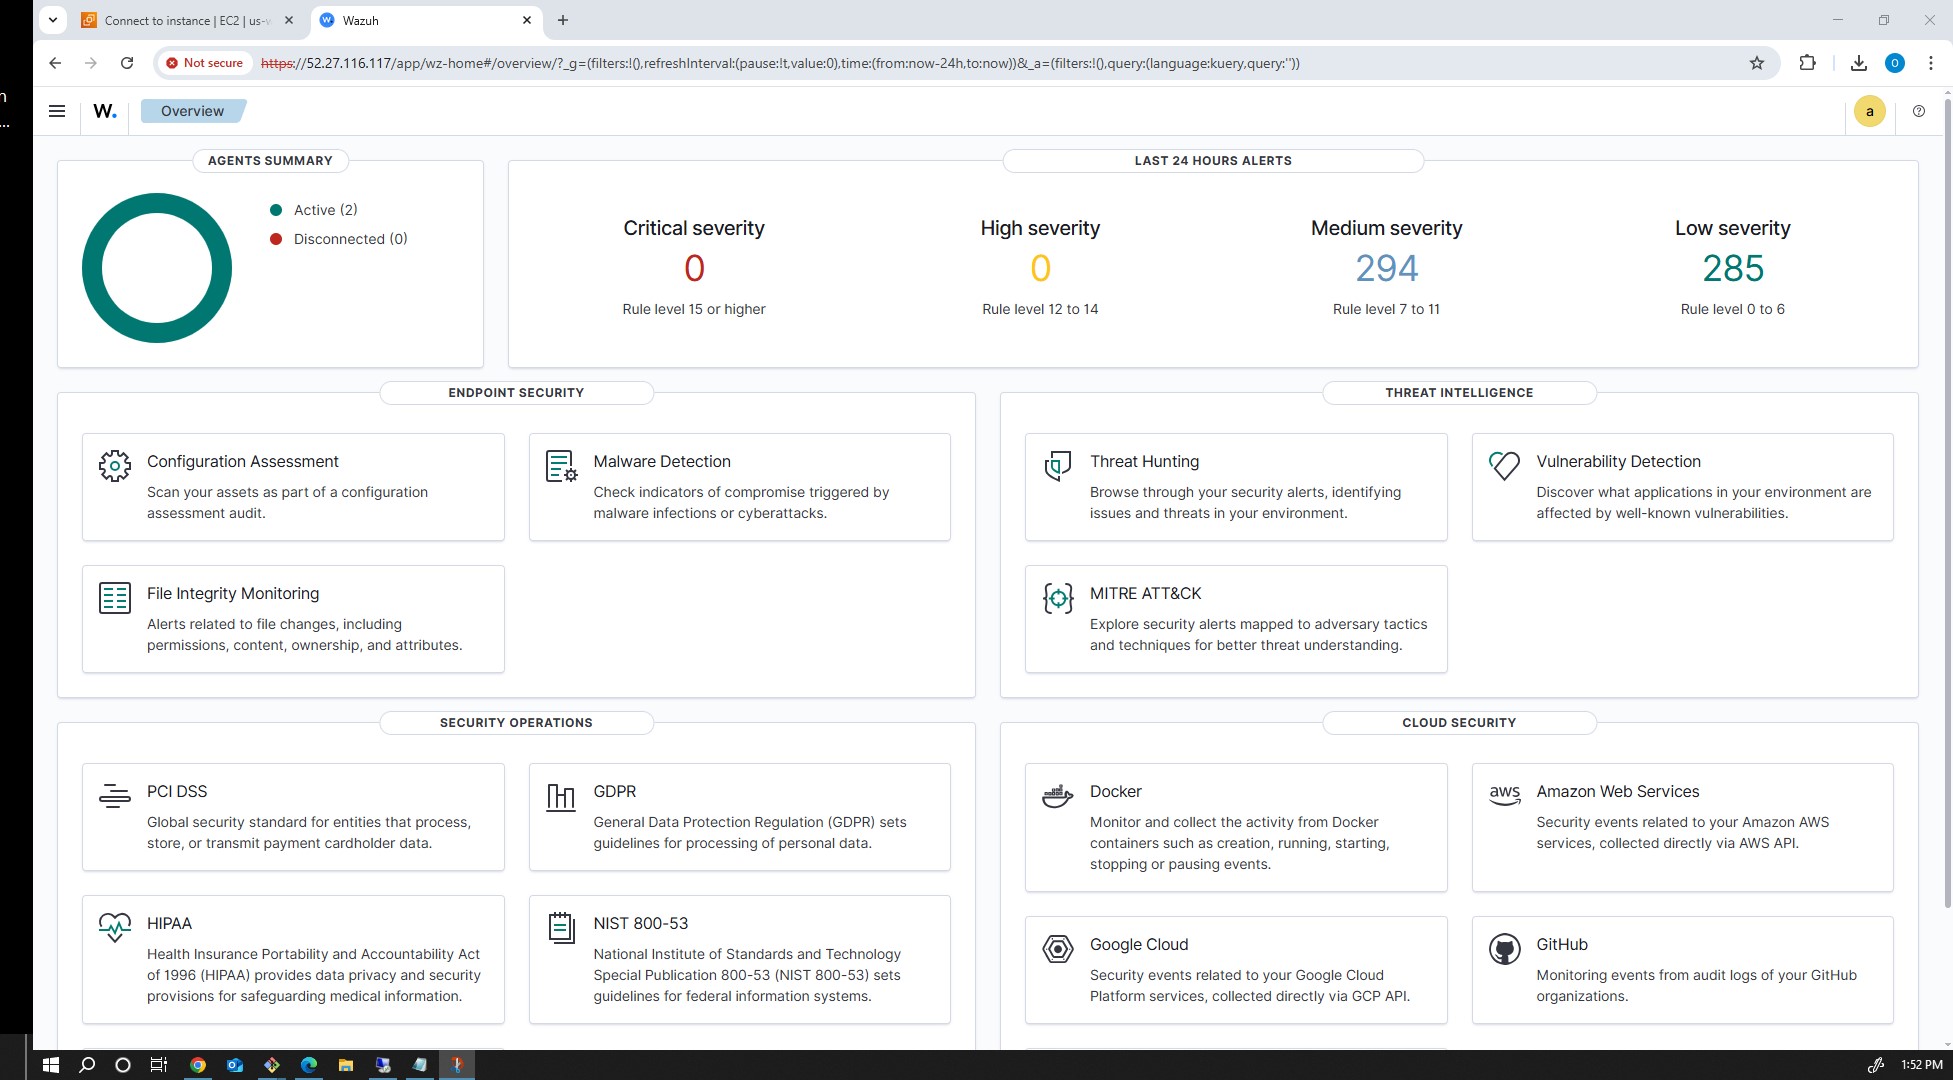 Connect to instance | EC2 | us-w
Wazuh
Not secure
https://52.27.116.117/app/wz-home#/overview/?_g=(filters:!(),refreshInterval:(pause:!t,value:0),time:(from:now-24h,to:now))&_a=(filters:!(),query:(language:kuery,query:''))
O
n
...
W.
Overview
a
AGENTS SUMMARY
Active (2)
Disconnected (0)
LAST 24 HOURS ALERTS
Critical severity
0
Rule level 15 or higher
High severity
0
Rule level 12 to 14
Medium severity
294
Rule level 7 to 11
Low severity
285
Rule level 0 to 6
ENDPOINT SECURITY
Configuration Assessment
Scan your assets as part of a configuration
assessment audit.
Malware Detection
Check indicators of compromise triggered by
malware infections or cyberattacks.
File Integrity Monitoring
Alerts related to file changes, including
permissions, content, ownership, and attributes.
THREAT INTELLIGENCE
Threat Hunting
Browse through your security alerts, identifying
issues and threats in your environment.
Vulnerability Detection
Discover what applications in your environment are
affected by well-known vulnerabilities.
MITRE ATT&CK
Explore security alerts mapped to adversary tactics
and techniques for better threat understanding.
SECURITY OPERATIONS
PCI DSS
Global security standard for entities that process,
store, or transmit payment cardholder data.
GDPR
General Data Protection Regulation (GDPR) sets
guidelines for processing of personal data.
HIPAA
Health Insurance Portability and Accountability Act
of 1996 (HIPAA) provides data privacy and security
provisions for safeguarding medical information.
NIST 800-53
National Institute of Standards and Technology
Special Publication 800-53 (NIST 800-53) sets
guidelines for federal information systems.
CLOUD SECURITY
Docker
Monitor and collect the activity from Docker
containers such as creation, running, starting,
stopping or pausing events.
aws
Amazon Web Services
Security events related to your Amazon AWS
services, collected directly via AWS API.
Google Cloud
Security events related to your Google Cloud
Platform services, collected directly via GCP API.
GitHub
Monitoring events from audit logs of your GitHub
organizations.
1:52 PM